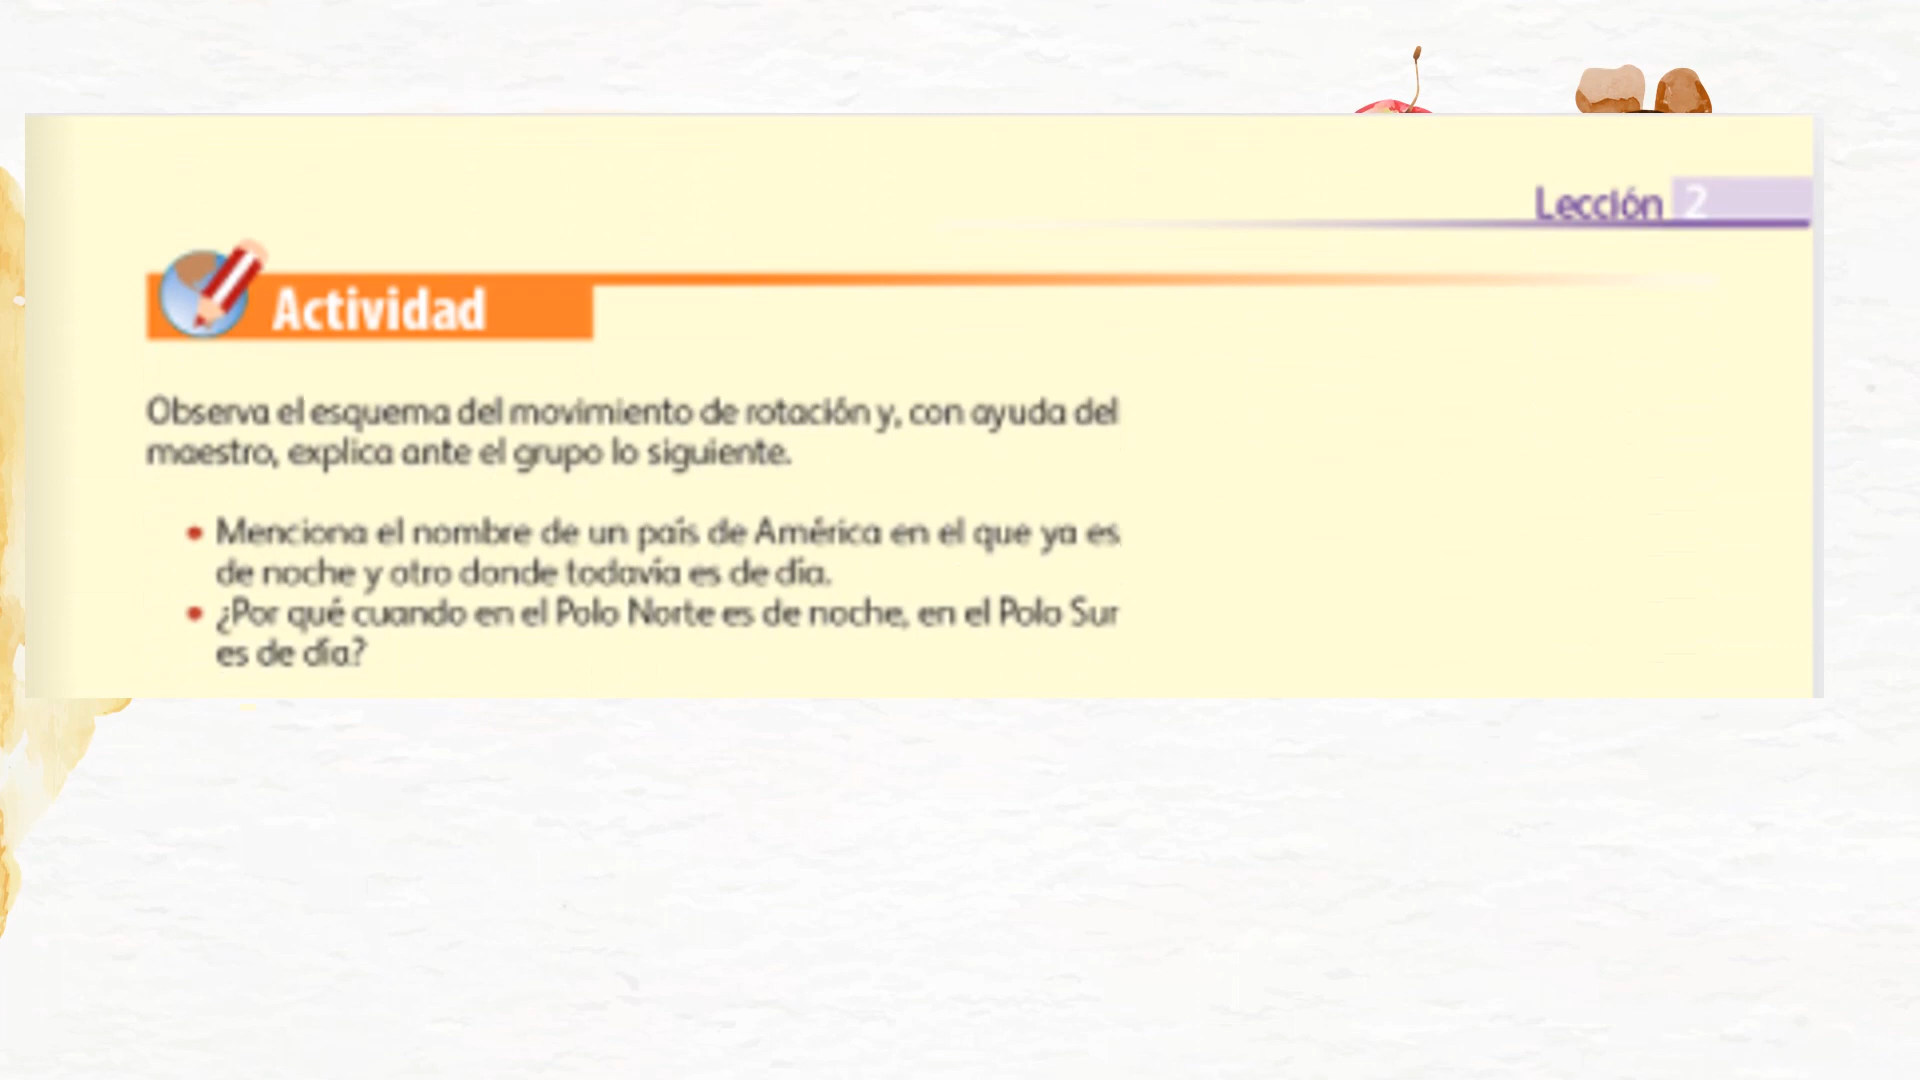 Lección 2
Actividad
Observa el esquema del movimiento de rotación y, con ayuda del
maestro, explica ante el grupo lo siguiente.
• Menciona el nombre de un país de América en el que ya es
de noche y otro donde todavía es de día.
• ¿Por qué cuando en el Polo Norte es de noche, en el Polo Sur
es de día?